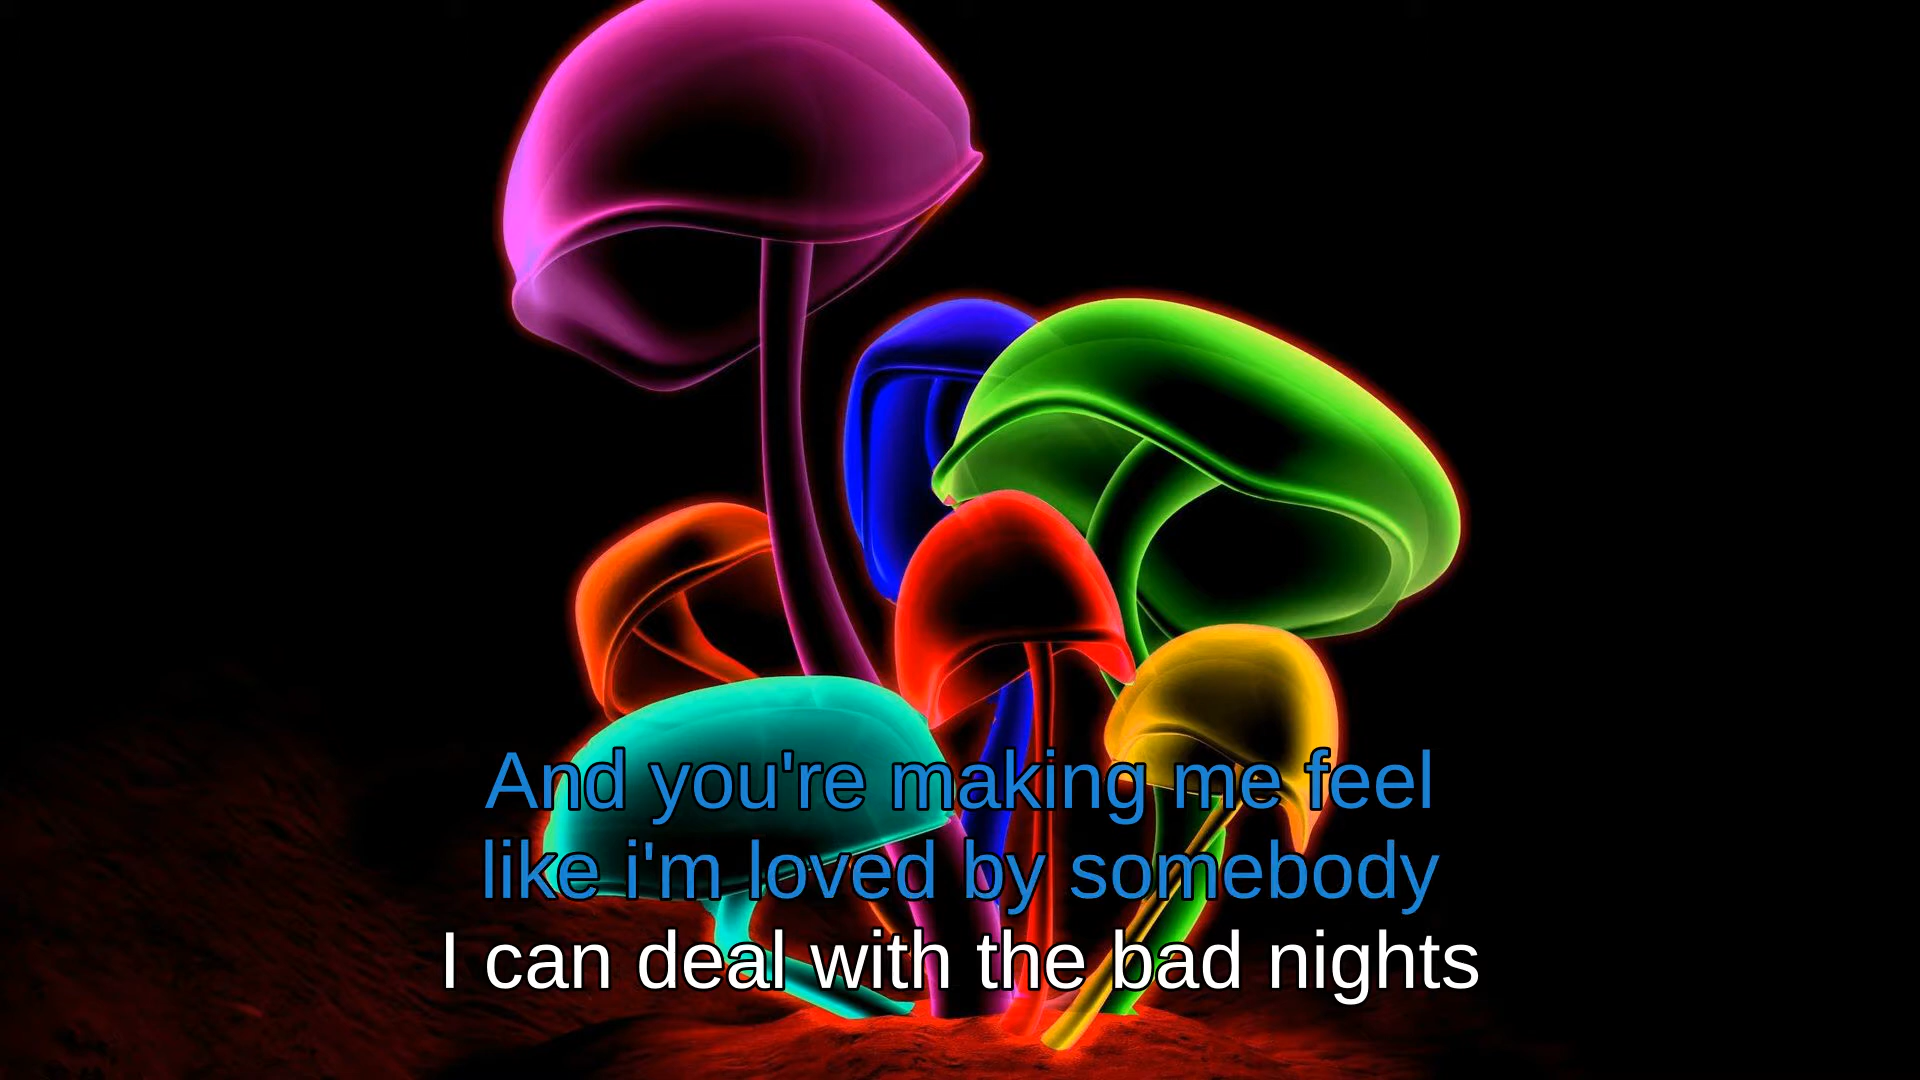 And you're making me feel
like i'm loved by somebody
I can deal with the bad nights